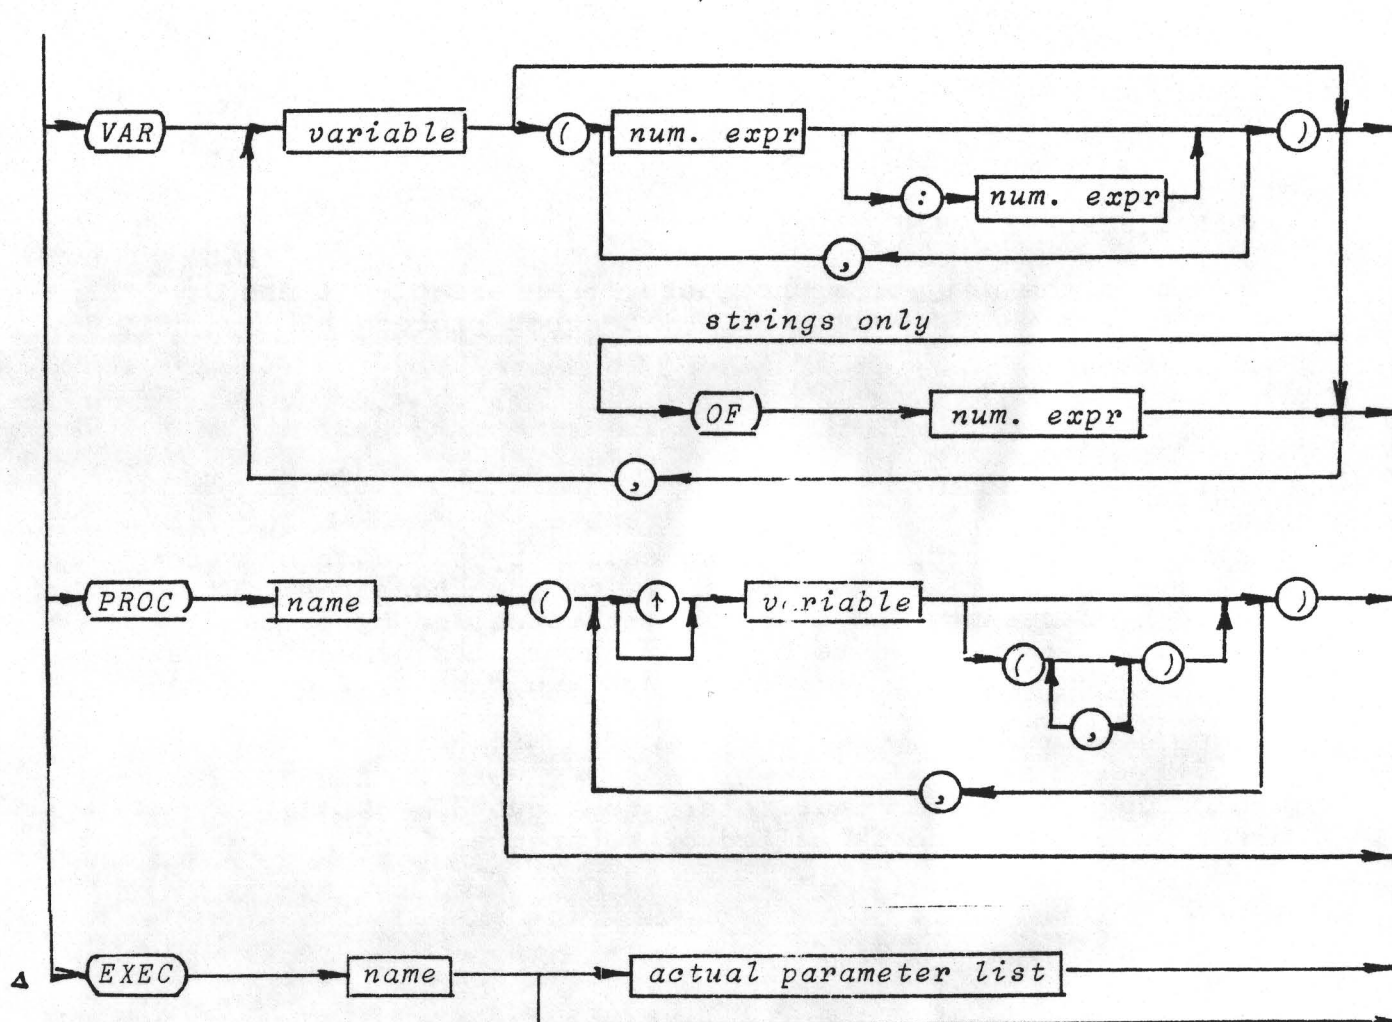 VAR variable ( num. expr )
: num. expr
,
strings only
OF num. expr
,
PROC name ( ↑ variable )
( )
,
,
EXEC name actual parameter list